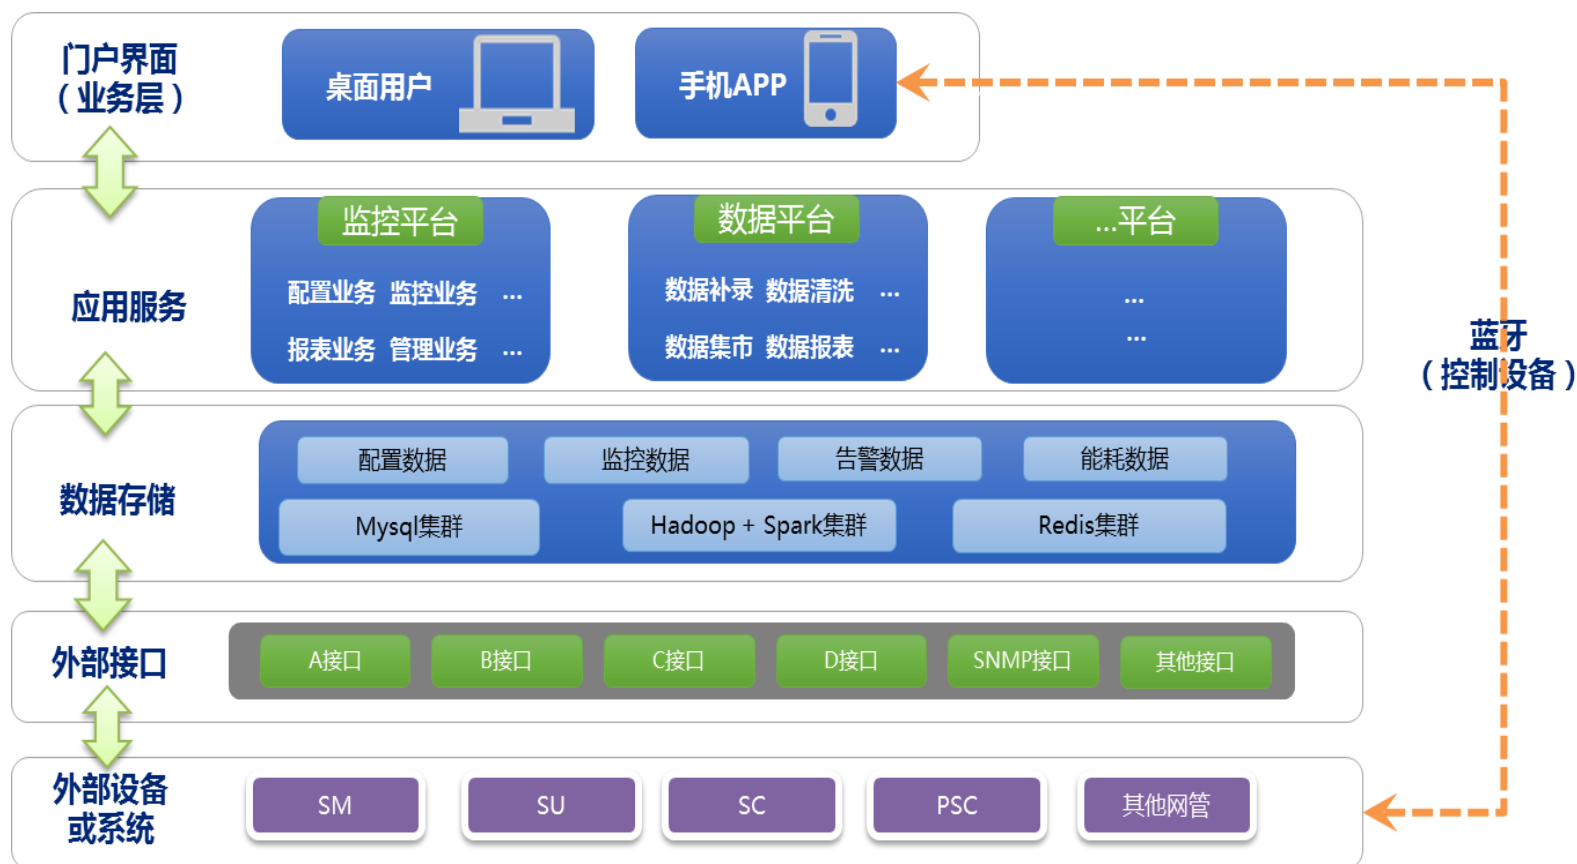 门户界面
（业务层）
桌面用户
手机APP
监控平台
数据平台
...平台
应用服务
配置业务 监控业务 ...
报表业务 管理业务 ...
数据补录 数据清洗 ...
数据集市 数据报表 ...
...
...
蓝牙
（控制设备）
数据存储
配置数据
监控数据
告警数据
能耗数据
Mysql集群
Hadoop + Spark集群
Redis集群
外部接口
A接口
B接口
C接口
D接口
SNMP接口
其他接口
外部设备
或系统
SM
SU
SC
PSC
其他网管